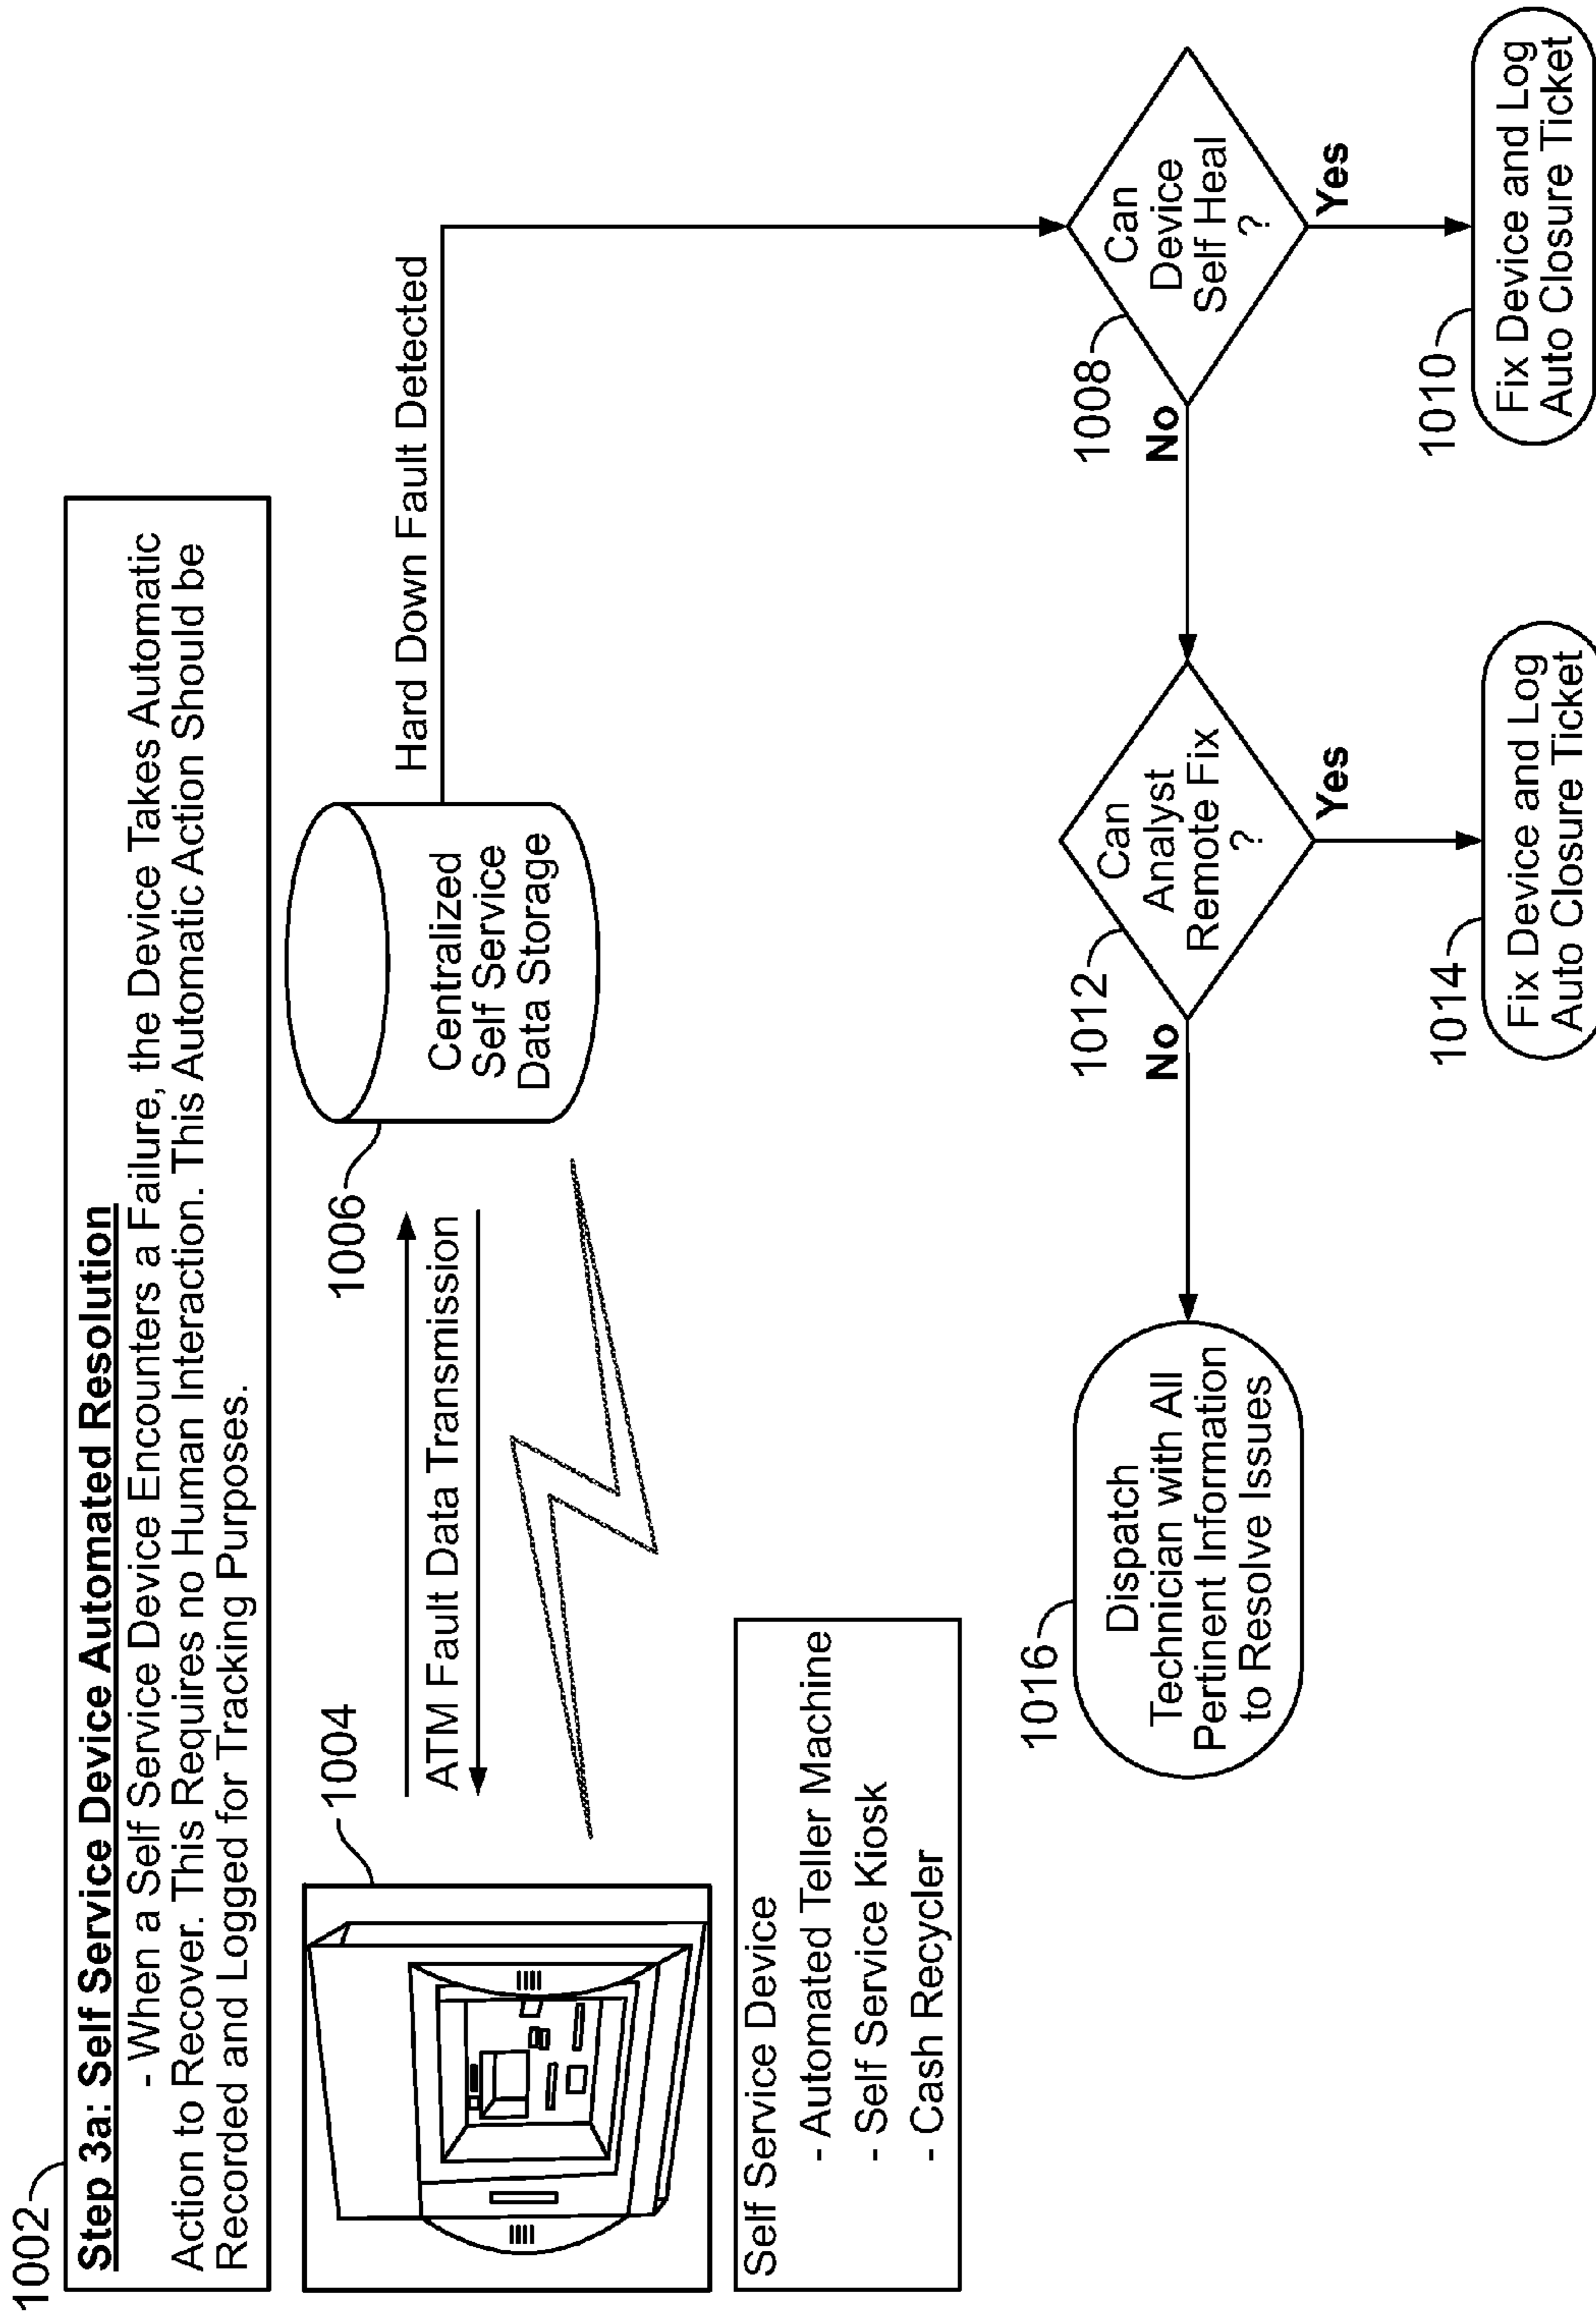 1002
Step 3a: Self Service Device Automated Resolution
- When a Self Service Device Encounters a Failure, the Device Takes Automatic
Action to Recover. This Requires no Human Interaction. This Automatic Action Should be
Recorded and Logged for Tracking Purposes.
1004
ATM Fault Data Transmission
1006
Centralized
Self Service
Data Storage
Hard Down Fault Detected
Self Service Device
- Automated Teller Machine
- Self Service Kiosk
- Cash Recycler
1008
Can
Device
Self Heal
?
No
Yes
1010
Fix Device and Log
Auto Closure Ticket
1012
Can
Analyst
Remote Fix
?
No
Yes
1014
Fix Device and Log
Auto Closure Ticket
1016
Dispatch
Technician with All
Pertinent Information
to Resolve Issues